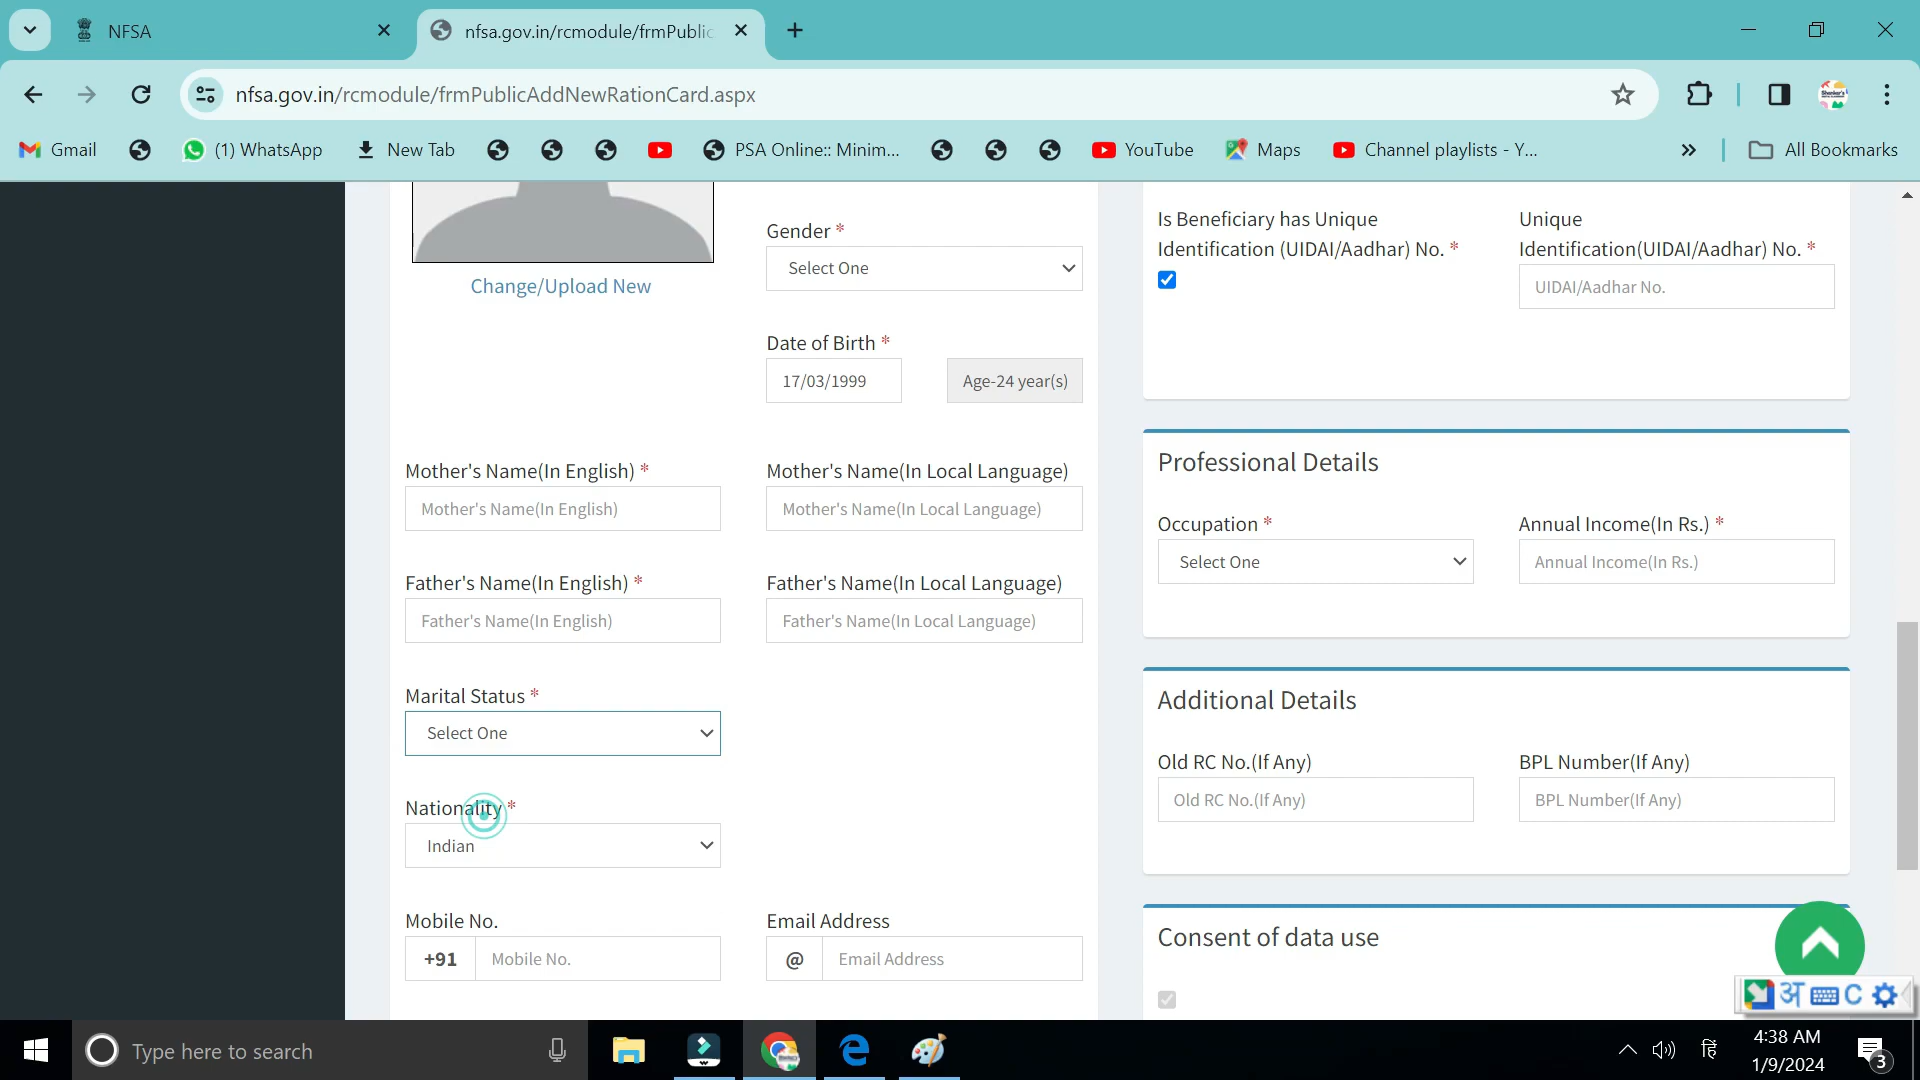 NFSA
nfsa.gov.in/rcmodule/frmPublic
nfsa.gov.in/rcmodule/frmPublicAddNewRationCard.aspx
Gmail
(1) WhatsApp
New Tab
PSA Online:: Minim...
YouTube
Maps
Channel playlists - Y...
All Bookmarks
Change/Upload New
Gender *
Select One
Date of Birth *
17/03/1999
Age-24 year(s)
Mother's Name(In English) *
Mother's Name(In English)
Mother's Name(In Local Language)
Mother's Name(In Local Language)
Father's Name(In English) *
Father's Name(In English)
Father's Name(In Local Language)
Father's Name(In Local Language)
Marital Status *
Select One
Nationality *
Indian
Mobile No.
+91
Mobile No.
Email Address
@
Email Address
Is Beneficiary has Unique
Identification (UIDAI/Aadhar) No. *
Unique
Identification(UIDAI/Aadhar) No. *
UIDAI/Aadhar No.
Professional Details
Occupation *
Select One
Annual Income(In Rs.) *
Annual Income(In Rs.)
Additional Details
Old RC No.(If Any)
Old RC No.(If Any)
BPL Number(If Any)
BPL Number(If Any)
Consent of data use
अ
C
Type here to search
हिं
4:38 AM
1/9/2024
3